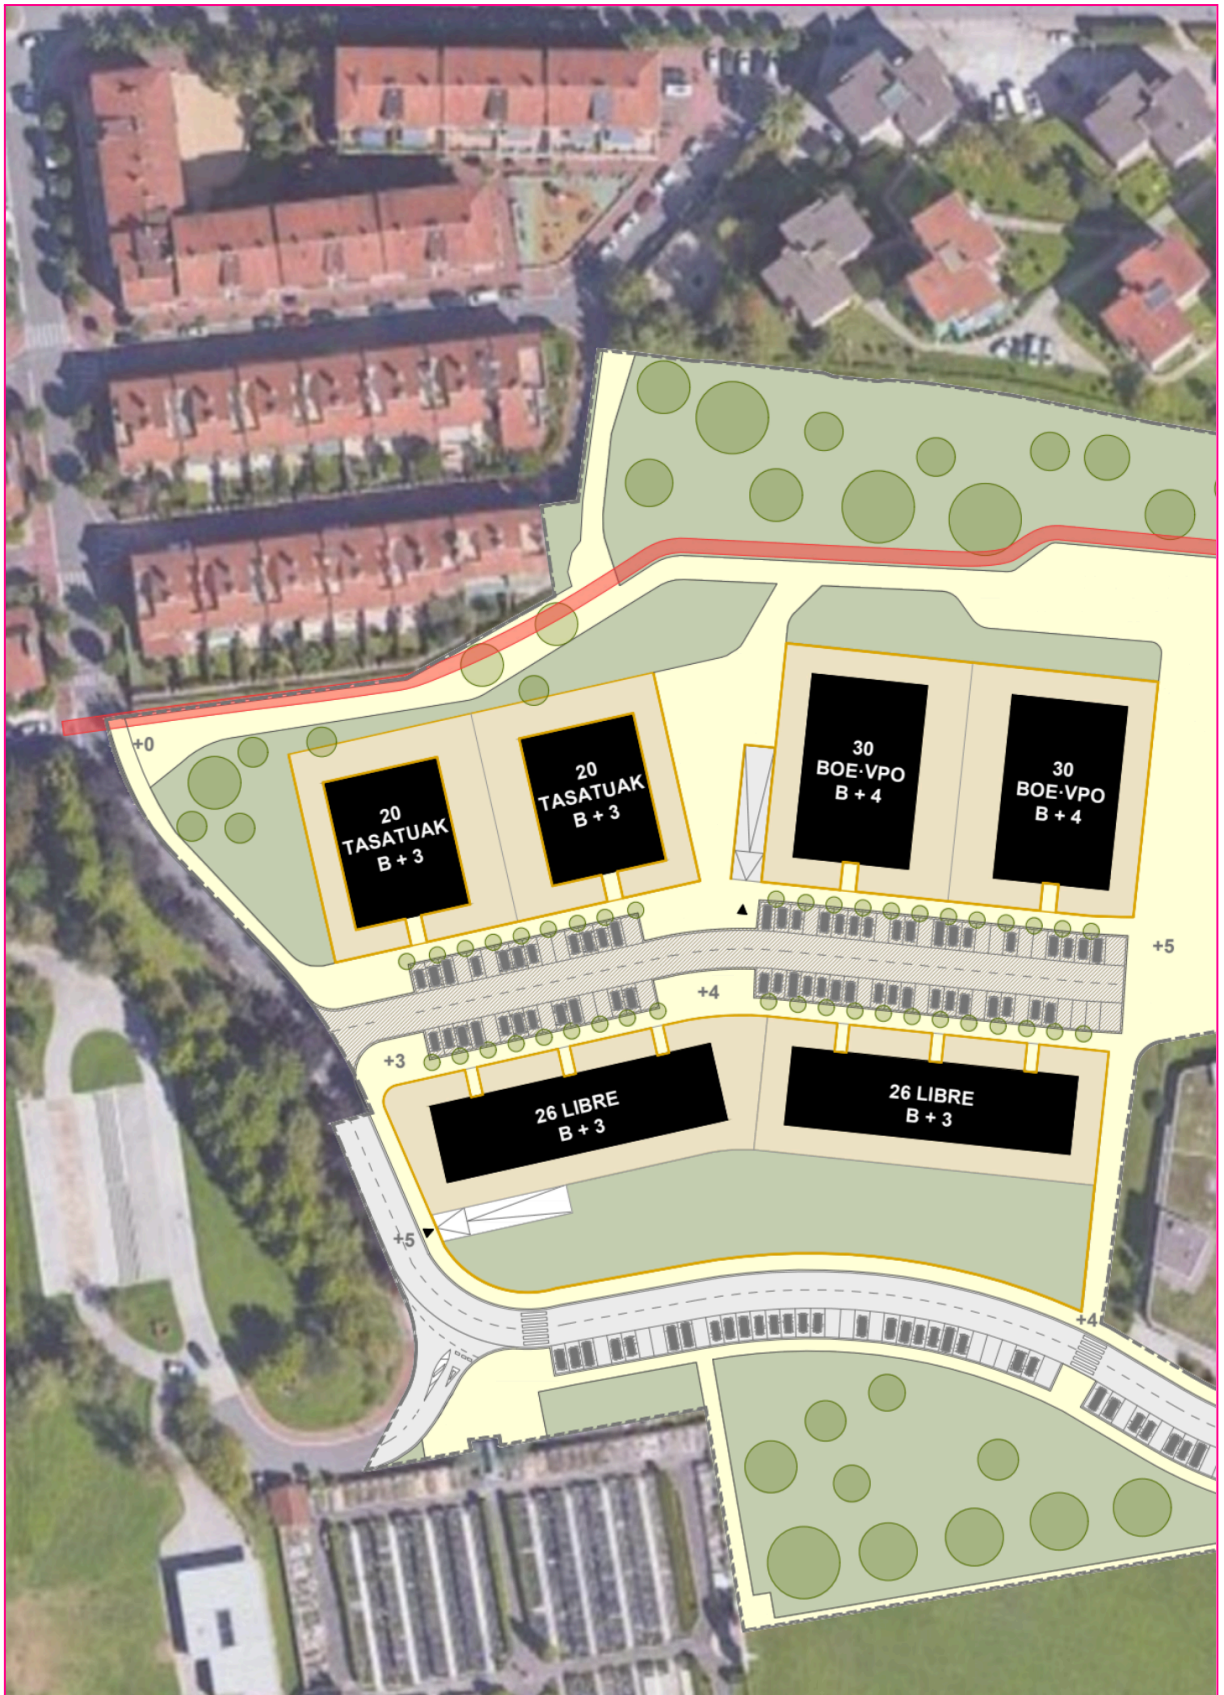 +0
20
TASATUAK
B + 3
20
TASATUAK
B + 3
30
BOE·VPO
B + 4
30
BOE·VPO
B + 4
+5
+4
+3
26 LIBRE
B + 3
26 LIBRE
B + 3
+5
+4